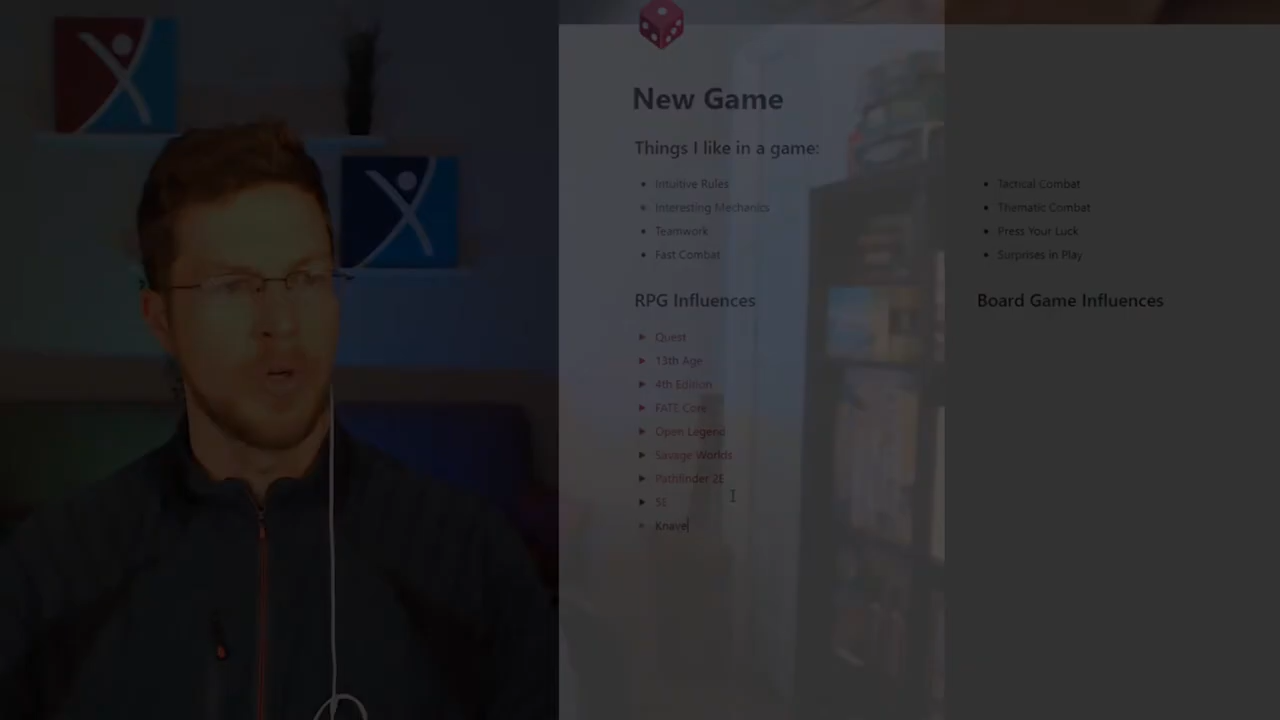 New Game
Things I like in a game:
Intuitive Rules
Interesting Mechanics
Teamwork
Fast Combat
Tactical Combat
Thematic Combat
Press Your Luck
Surprises in Play
RPG Influences
Quest
13th Age
4th Edition
FATE Core
Open Legend
Savage Worlds
Pathfinder 2E
5E
Knave
Board Game Influences